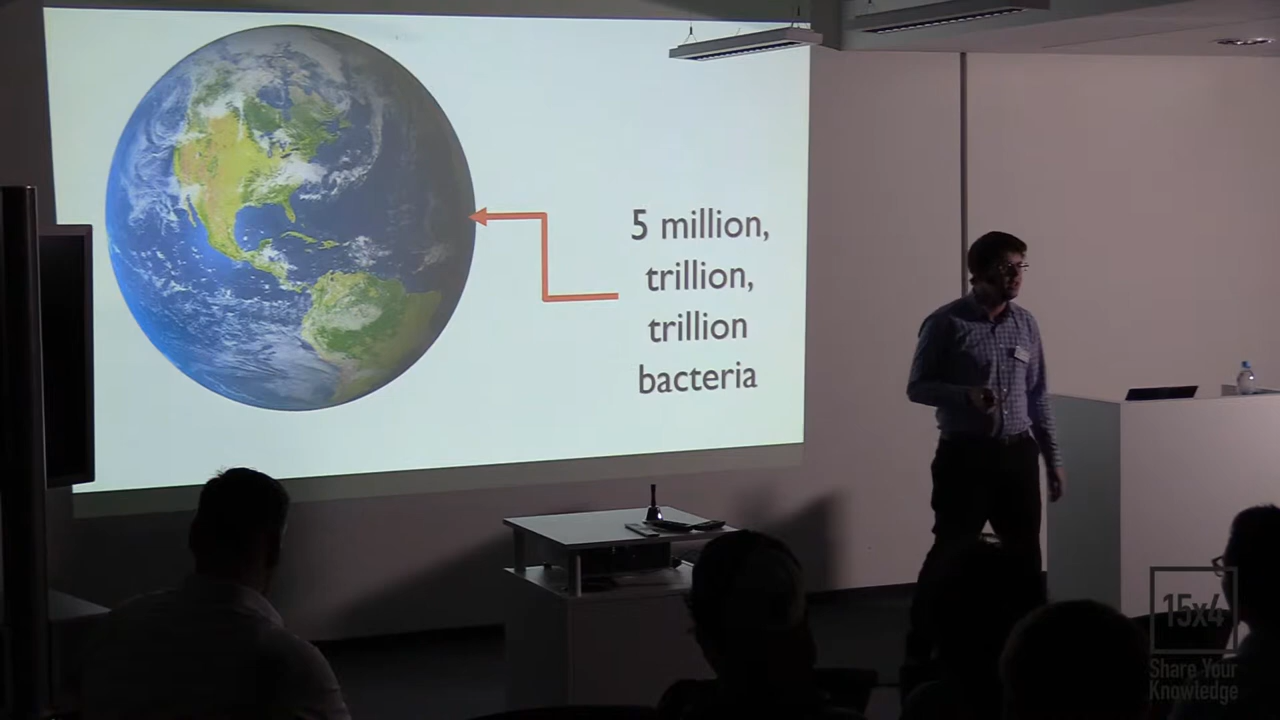 5 million,
trillion,
trillion
bacteria
15x4
Share Your
Knowledge